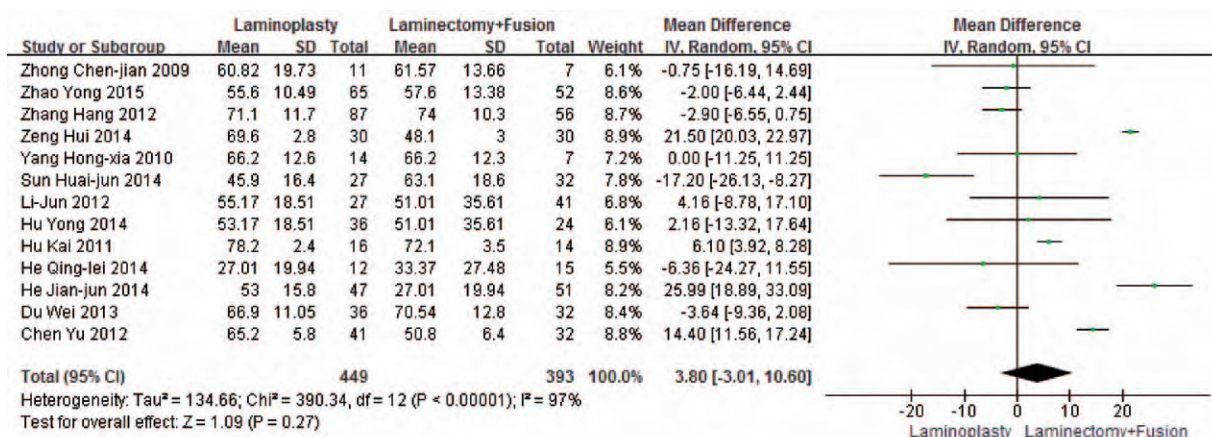 Laminoplasty Laminectomy+Fusion Mean Difference Mean Difference
Study or Subgroup Mean SD Total Mean SD Total Weight IV, Random, 95% CI IV, Random, 95% CI
Zhong Chen-jian 2009 60.82 19.73 11 61.57 13.66 7 6.1% -0.75 [-16.19, 14.69]
Zhao Yong 2015 55.6 10.49 65 57.6 13.38 52 8.6% -2.00 [-6.44, 2.44]
Zhang Hang 2012 71.1 11.7 87 74 10.3 56 8.7% -2.90 [-6.55, 0.75]
Zeng Hui 2014 69.6 2.8 30 48.1 3 30 8.9% 21.50 [20.03, 22.97]
Yang Hong-xia 2010 66.2 12.6 14 66.2 12.3 7 7.2% 0.00 [-11.25, 11.25]
Sun Huai-jun 2014 45.9 16.4 27 63.1 18.6 32 7.8% -17.20 [-26.13, -8.27]
Li-Jun 2012 55.17 18.51 27 51.01 35.61 41 6.7% 4.16 [-8.78, 17.10]
Hu Yong 2014 53.17 18.51 36 51.01 35.61 24 6.1% 2.16 [-13.32, 17.64]
Hu Kai 2011 78.2 2.4 16 72.1 3.5 14 8.9% 6.10 [3.92, 8.28]
He Qing-lei 2014 27.01 19.94 12 33.37 27.48 15 5.5% -6.36 [-24.27, 11.55]
He Jian-jun 2014 53 15.8 47 27.01 19.94 51 8.2% 25.99 [18.89, 33.09]
Du Wei 2013 66.9 11.05 36 70.54 12.8 32 8.4% -3.64 [-9.36, 2.08]
Chen Yu 2012 65.2 5.8 41 50.8 6.4 32 8.8% 14.40 [11.56, 17.24]
Total (95% CI) 449 393 100.0% 3.80 [-3.01, 10.60]
Heterogeneity: Tau² = 134.66; Chi² = 390.34, df = 12 (P < 0.00001); I² = 97%
Test for overall effect: Z = 1.09 (P = 0.27)
-20 -10 0 10 20
Laminoplasty Laminectomy+Fusion